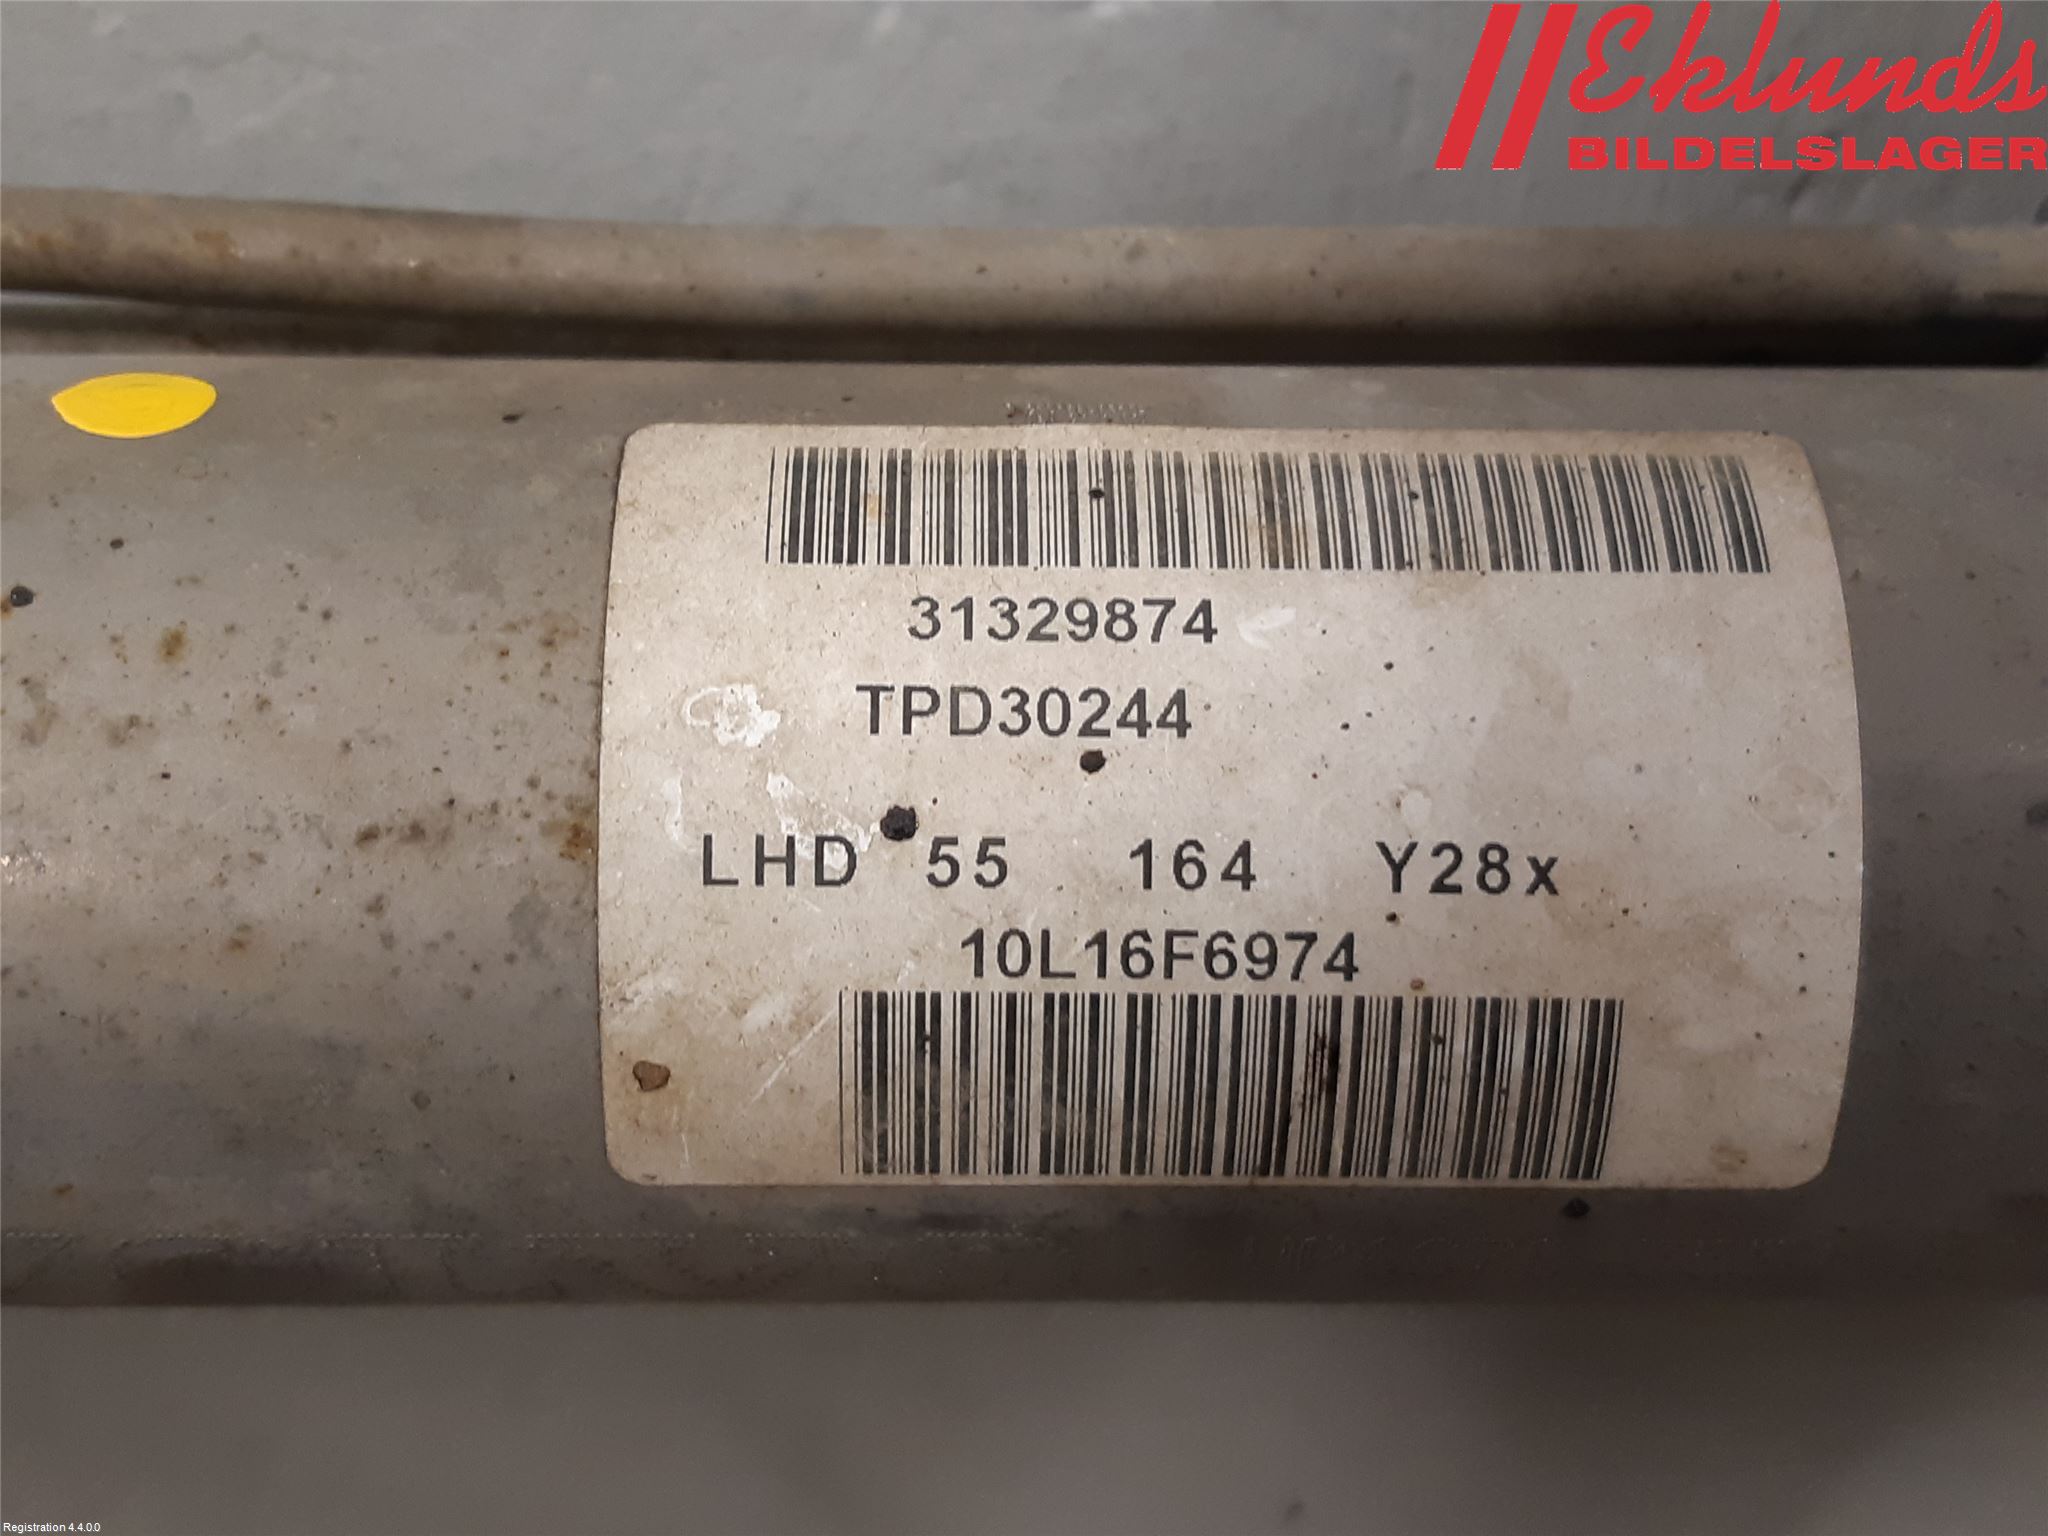 Eklunds
BILDELSLAGER
31329874
TPD30244
LHD 55 164 Y28x
10L16F6974
Registration 4.4.0.0